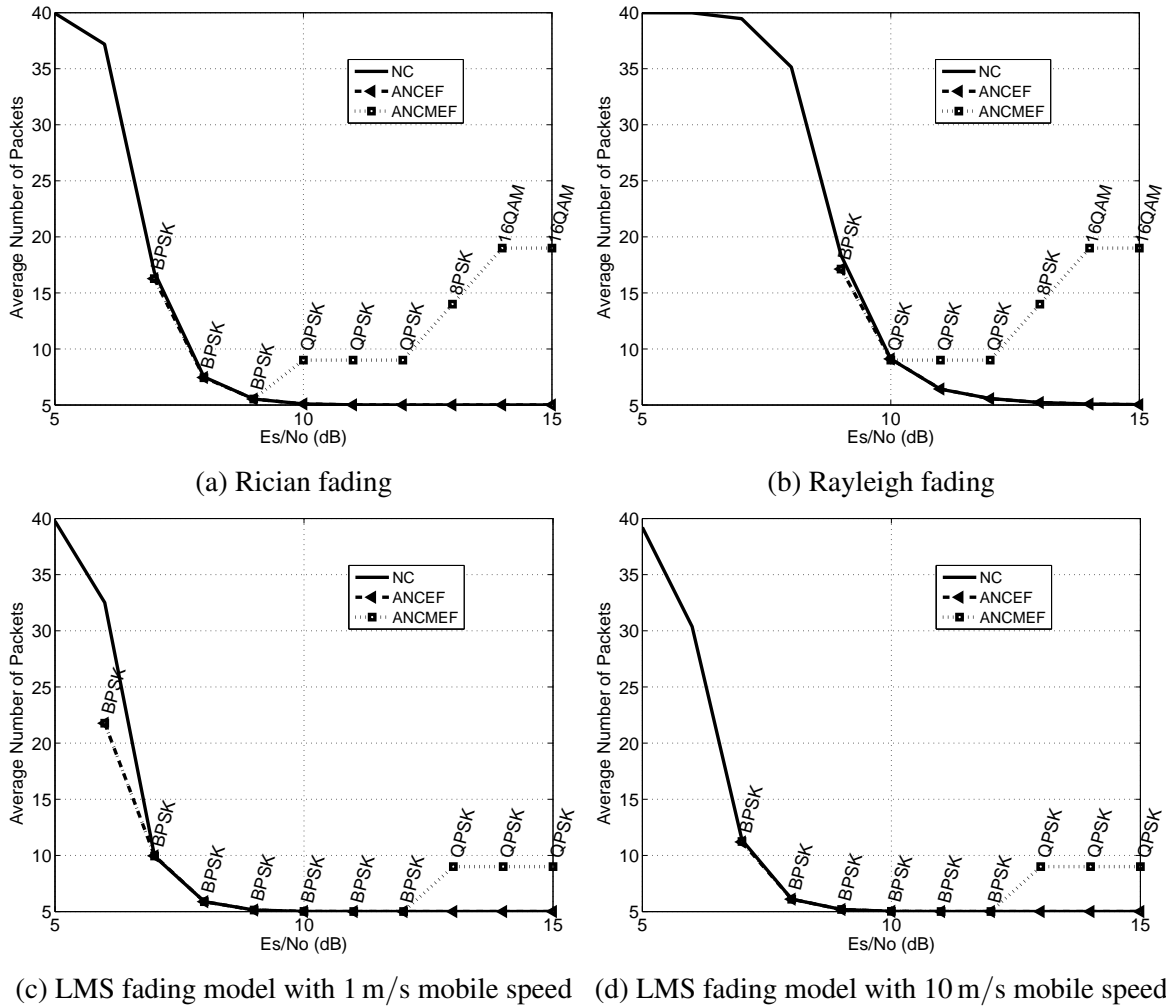 40
35
30
25
20
15
10
5
5 10 15
Average Number of Packets
Es/No (dB)
NC
ANCEF
ANCMEF
BPSK
BPSK
BPSK
QPSK
QPSK
QPSK
8PSK
16QAM
16QAM
(a) Rician fading
40
35
30
25
20
15
10
5
5 10 15
Average Number of Packets
Es/No (dB)
NC
ANCEF
ANCMEF
BPSK
QPSK
QPSK
QPSK
8PSK
16QAM
16QAM
(b) Rayleigh fading
40
35
30
25
20
15
10
5
5 10 15
Average Number of Packets
Es/No (dB)
NC
ANCEF
ANCMEF
BPSK
BPSK
BPSK
BPSK
BPSK
BPSK
BPSK
QPSK
QPSK
QPSK
(c) LMS fading model with 1 m/s mobile speed
40
35
30
25
20
15
10
5
5 10 15
Average Number of Packets
Es/No (dB)
NC
ANCEF
ANCMEF
BPSK
BPSK
BPSK
BPSK
BPSK
BPSK
QPSK
QPSK
QPSK
(d) LMS fading model with 10 m/s mobile speed